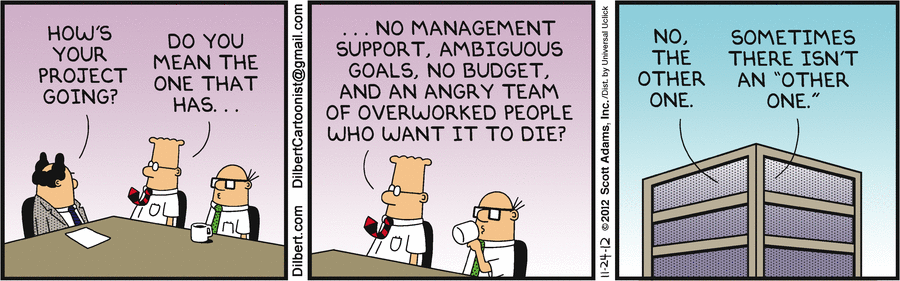 HOW'S
YOUR
PROJECT
GOING?
DO YOU
MEAN THE
ONE THAT
HAS...
Dilbert.com DilbertCartoonist@gmail.com
...NO MANAGEMENT
SUPPORT, AMBIGUOUS
GOALS, NO BUDGET,
AND AN ANGRY TEAM
OF OVERWORKED PEOPLE
WHO WANT IT TO DIE?
11-24-12 © 2012 Scott Adams, Inc./Dist. by Universal Uclick
NO,
THE
OTHER
ONE.
SOMETIMES
THERE ISN'T
AN "OTHER
ONE."